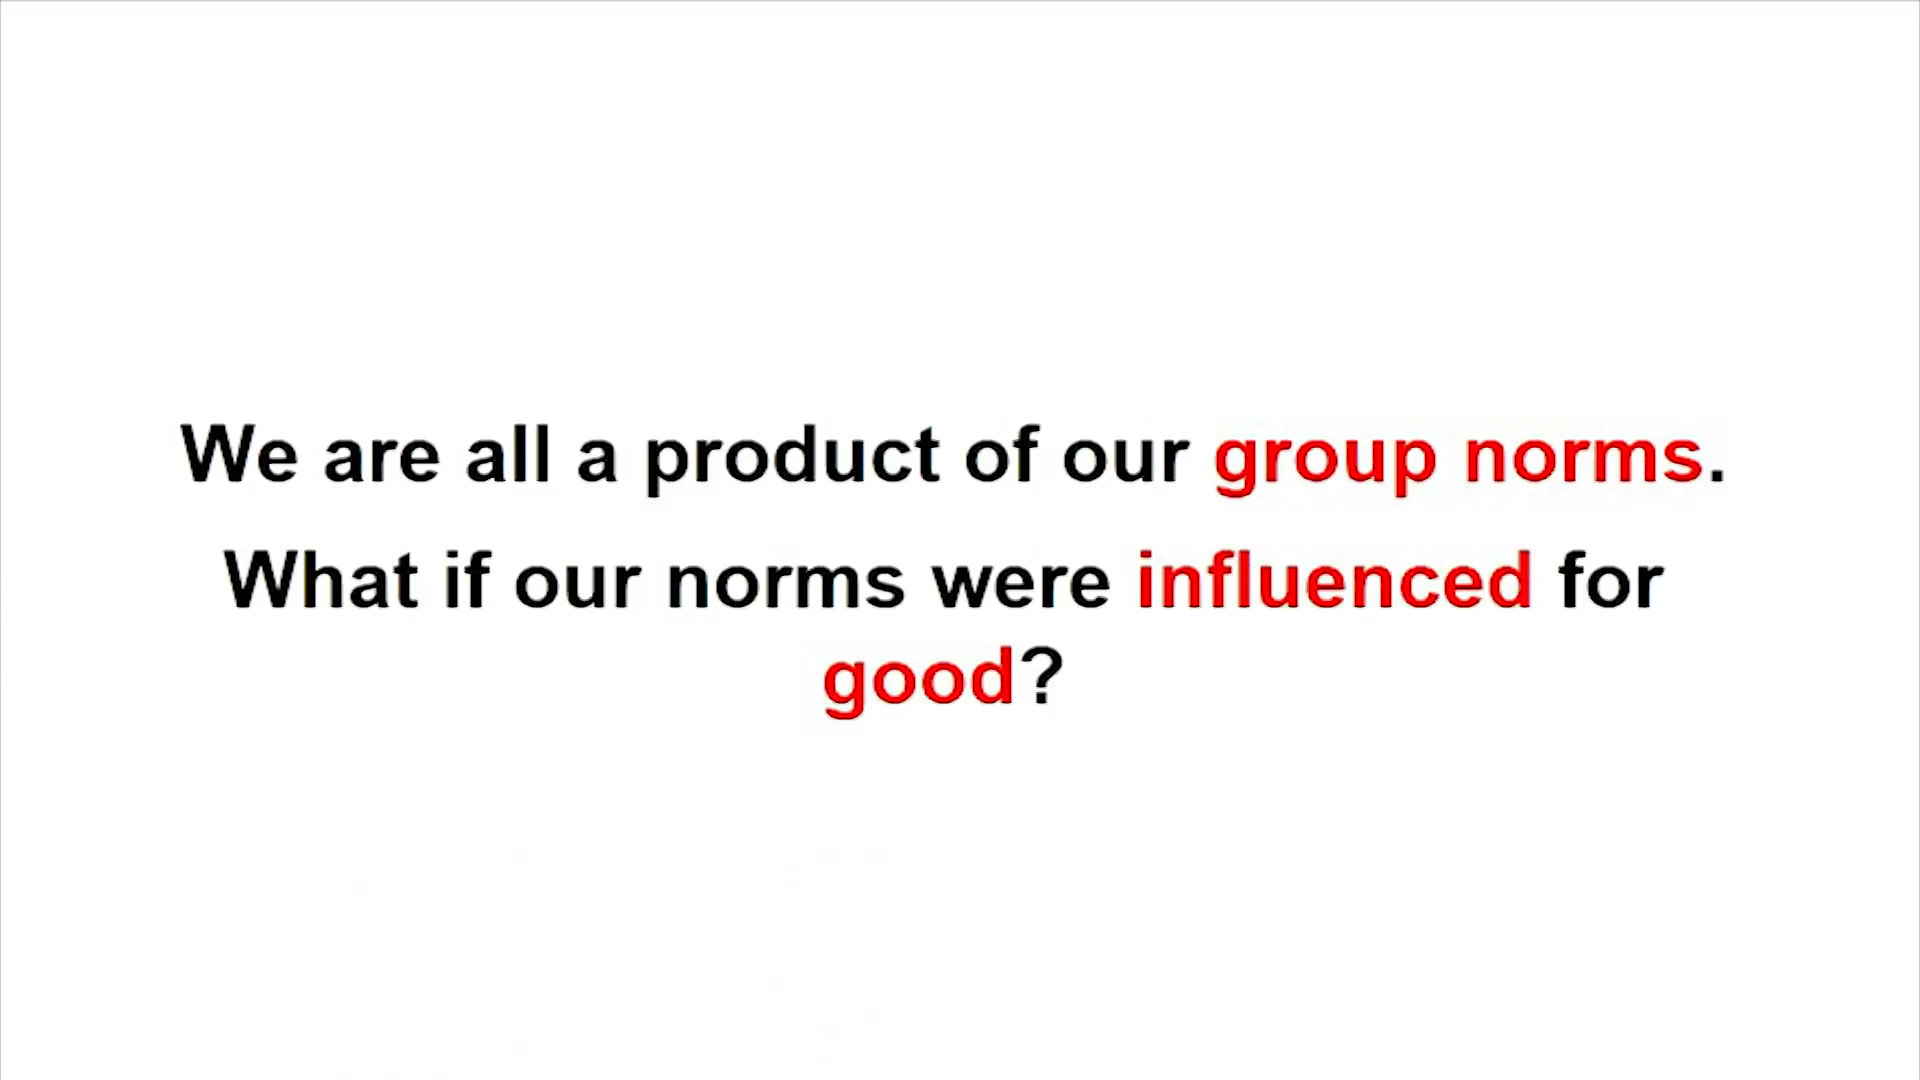 We are all a product of our group norms.
What if our norms were influenced for
good?